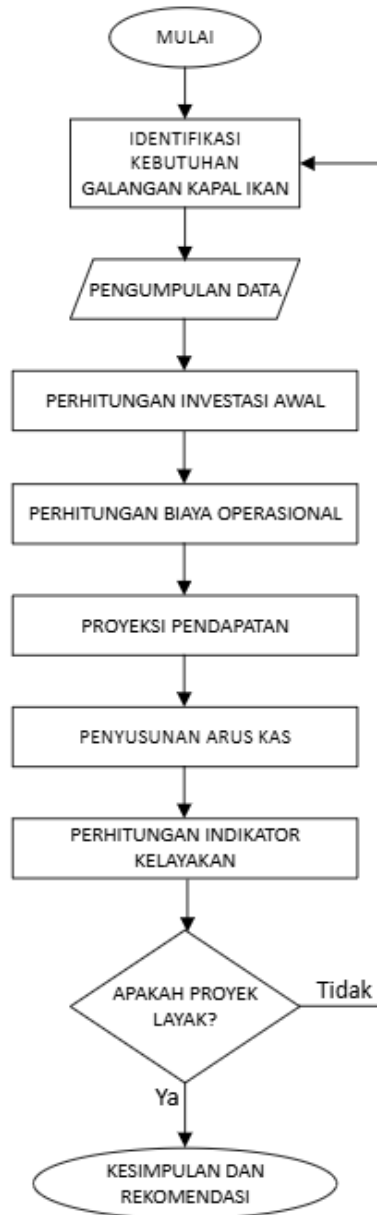 MULAI
IDENTIFIKASI
KEBUTUHAN
GALANGAN KAPAL IKAN
PENGUMPULAN DATA
PERHITUNGAN INVESTASI AWAL
PERHITUNGAN BIAYA OPERASIONAL
PROYEKSI PENDAPATAN
PENYUSUNAN ARUS KAS
PERHITUNGAN INDIKATOR
KELAYAKAN
APAKAH PROYEK
LAYAK?
Tidak
Ya
KESIMPULAN DAN
REKOMENDASI